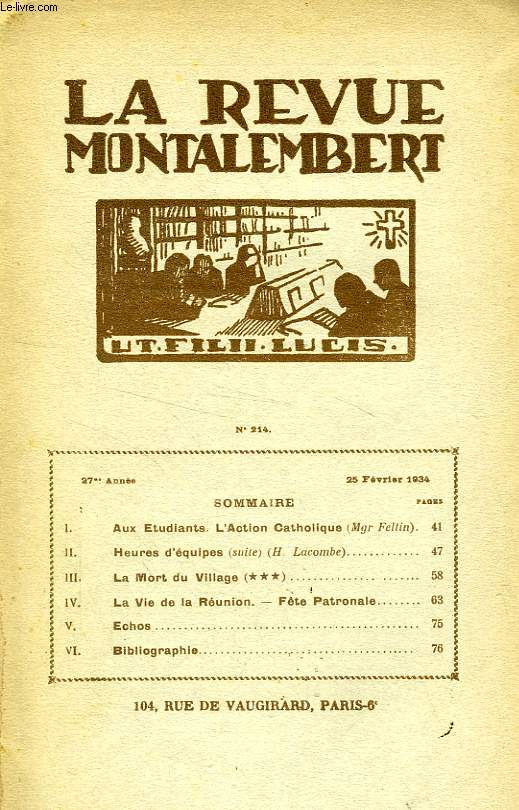 Le-livre.com
LA REVUE
MONTALEMBERT
UT. FILII. LUCIS.
N° 214.
27me Année 25 Février 1934
SOMMAIRE PAGES
I. Aux Etudiants. L'Action Catholique (Mgr Feltin). 41
II. Heures d'équipes (suite) (H. Lacombe)............. 47
III. La Mort du Village (★★★)........................ 58
IV. La Vie de la Réunion. — Fête Patronale........ 63
V. Echos................................................ 75
VI. Bibliographie........................................ 76
104, RUE DE VAUGIRARD, PARIS-6e